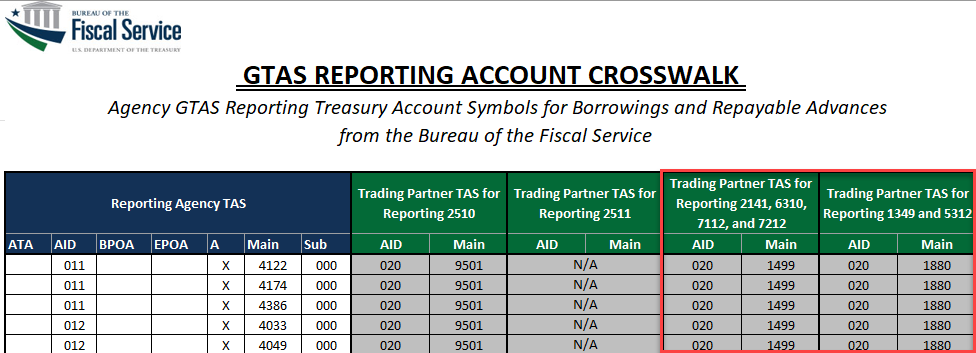 BUREAU OF THE
Fiscal Service
U.S. DEPARTMENT OF THE TREASURY
GTAS REPORTING ACCOUNT CROSSWALK
Agency GTAS Reporting Treasury Account Symbols for Borrowings and Repayable Advances
from the Bureau of the Fiscal Service
Reporting Agency TAS
Trading Partner TAS for
Reporting 2510
Trading Partner TAS for
Reporting 2511
Trading Partner TAS for
Reporting 2141, 6310,
7112, and 7212
Trading Partner TAS for
Reporting 1349 and 5312
ATA AID BPOA EPOA A Main Sub AID Main AID Main AID Main AID Main
011 X 4122 000 020 9501 N/A 020 1499 020 1880
011 X 4174 000 020 9501 N/A 020 1499 020 1880
011 X 4386 000 020 9501 N/A 020 1499 020 1880
012 X 4033 000 020 9501 N/A 020 1499 020 1880
012 X 4049 000 020 9501 N/A 020 1499 020 1880